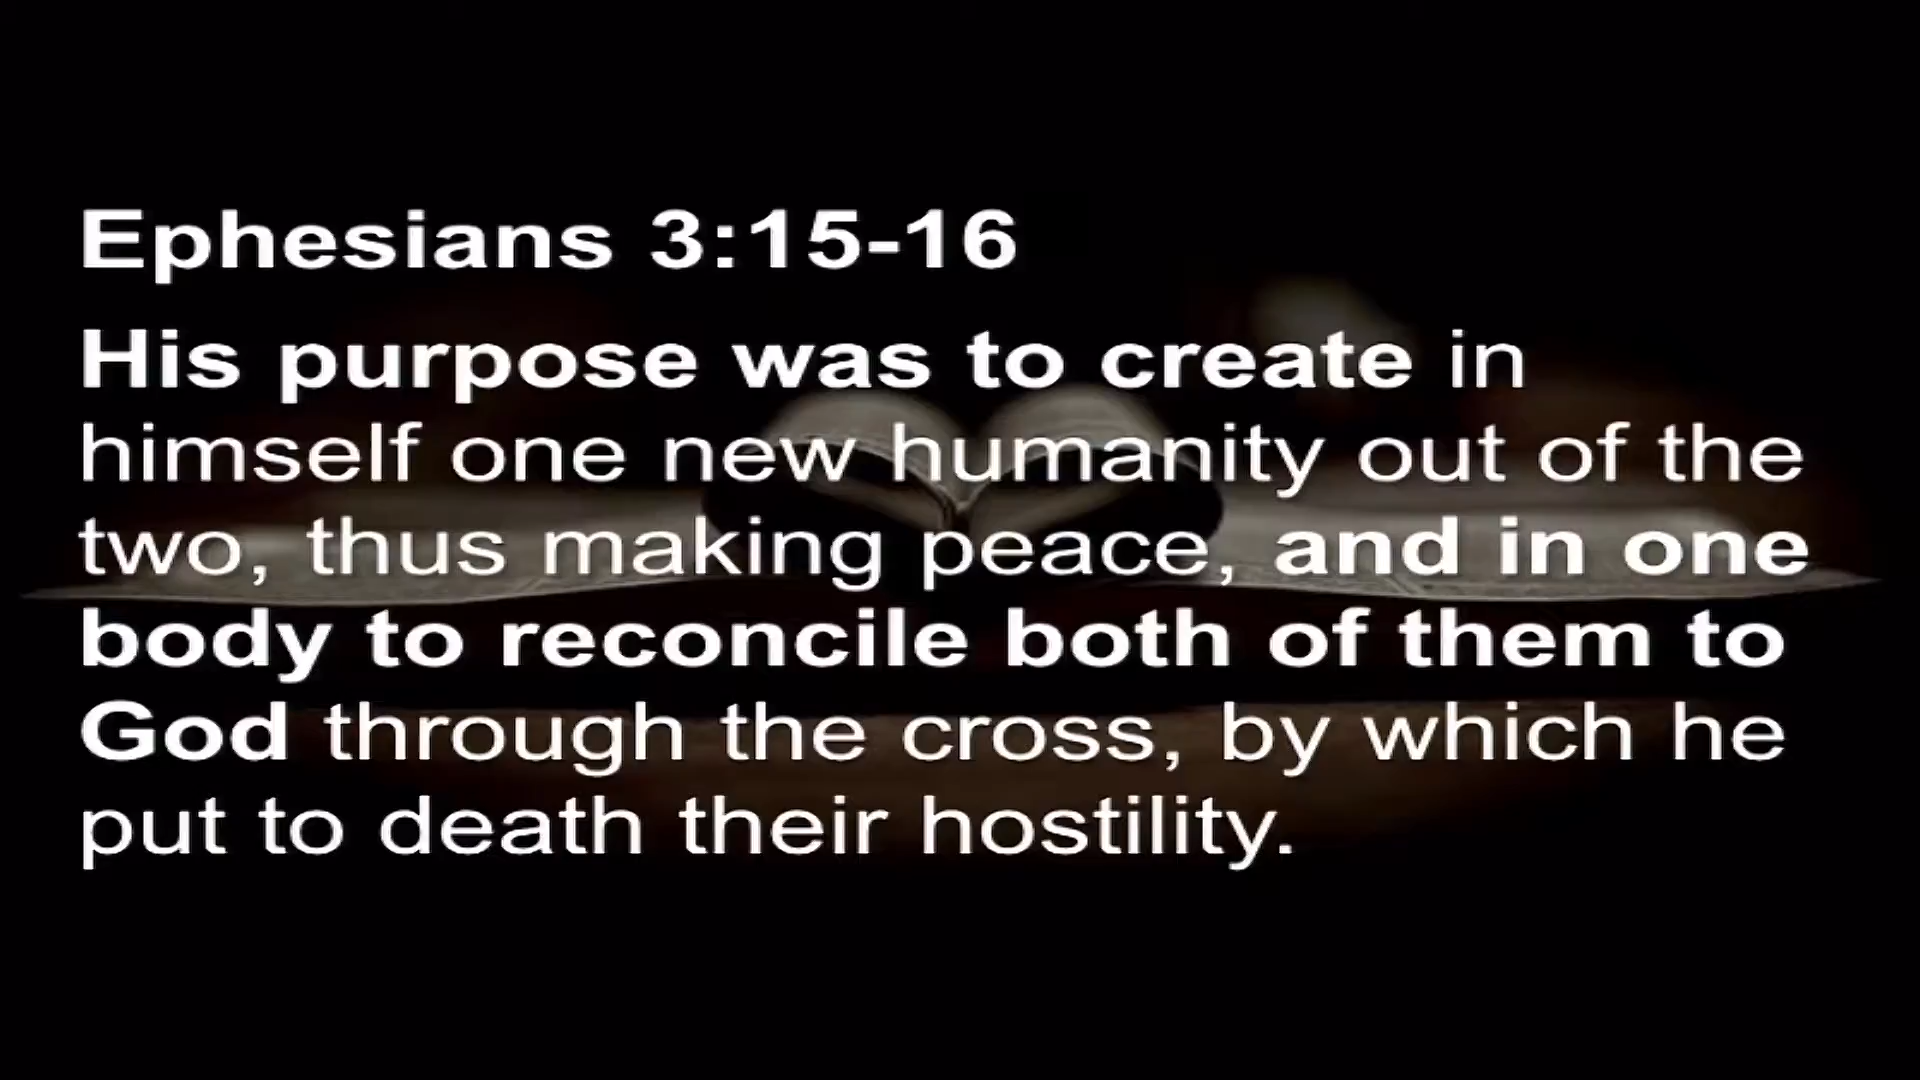 Ephesians 3:15-16
His purpose was to create in
himself one new humanity out of the
two, thus making peace, and in one
body to reconcile both of them to
God through the cross, by which he
put to death their hostility.